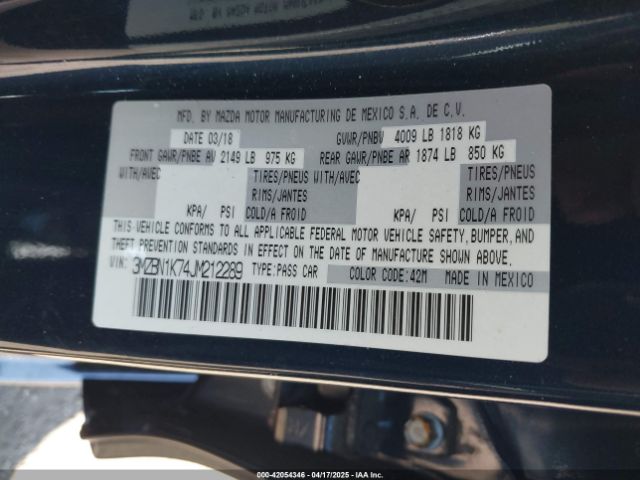 MFD. BY MAZDA MOTOR MANUFACTURING DE MEXICO S.A. DE C.V.
DATE 03/18 GVWR/PNBV 4009 LB 1818 KG
FRONT GAWR/PNBE AV 2149 LB 975 KG REAR GAWR/PNBE AR 1874 LB 850 KG
WITH/AVEC TIRES/PNEUS WITH/AVEC TIRES/PNEUS
RIMS/JANTES RIMS/JANTES
KPA/ PSI COLD/A FROID KPA/ PSI COLD/A FROID
THIS VEHICLE CONFORMS TO ALL APPLICABLE FEDERAL MOTOR VEHICLE SAFETY, BUMPER, AND
THEFT PREVENTION STANDARDS IN EFFECT ON THE DATE OF MANUFACTURE SHOWN ABOVE.
VIN: 3MZBN1K74JM212289 TYPE:PASS CAR COLOR:42M MADE IN MEXICO
000-42054346 - 04/17/2025 - IAAI.com